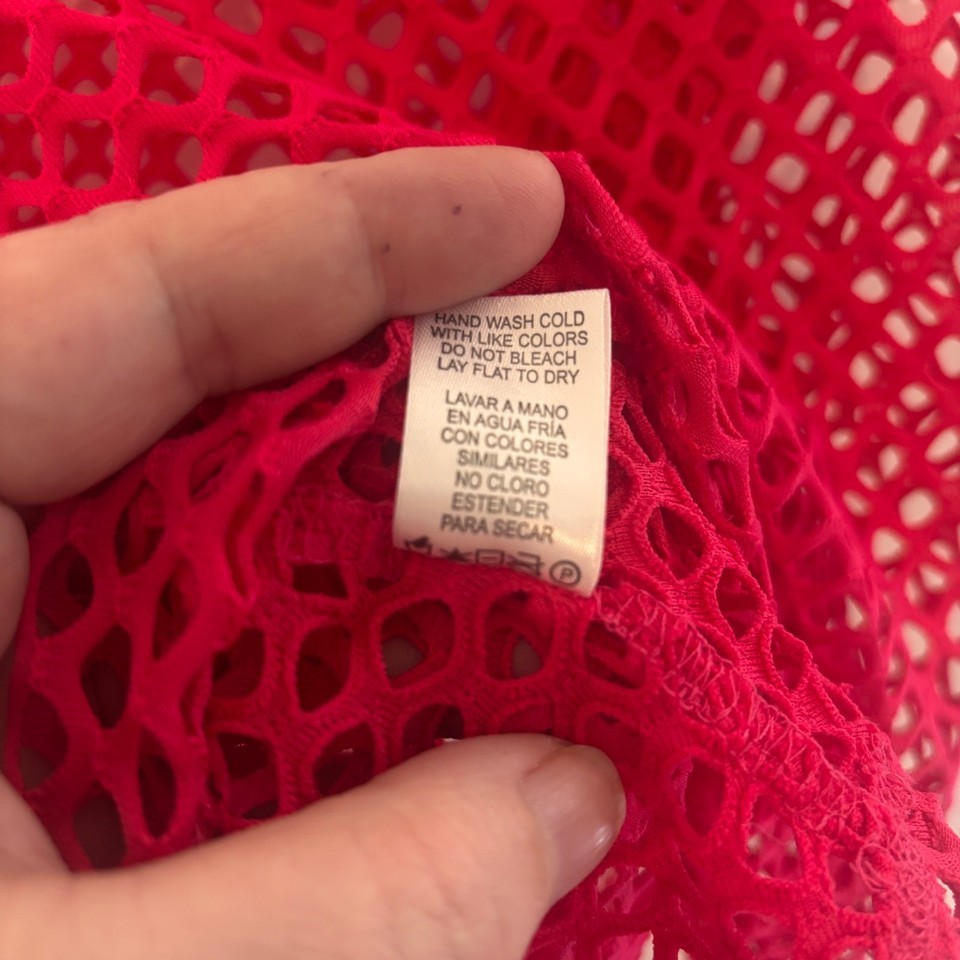 HAND WASH COLD
WITH LIKE COLORS
DO NOT BLEACH
LAY FLAT TO DRY
LAVAR A MANO
EN AGUA FRÍA
CON COLORES
SIMILARES
NO CLORO
ESTENDER
PARA SECAR
P